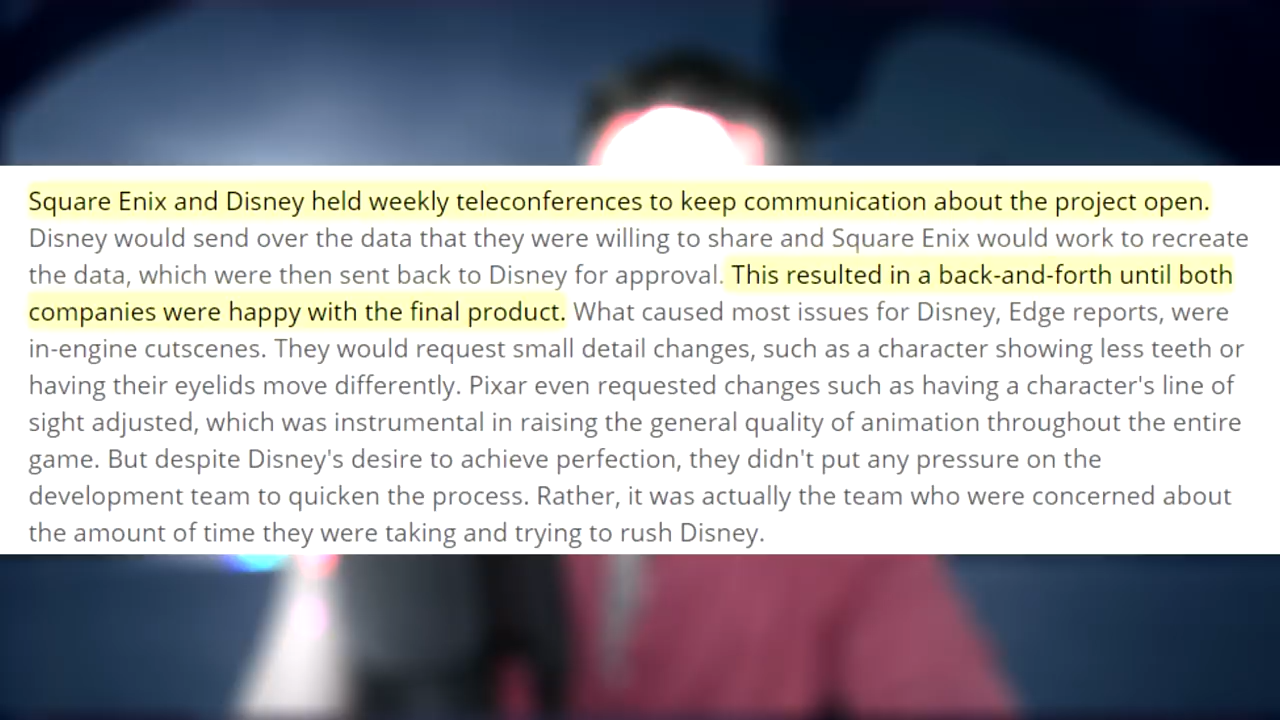 Square Enix and Disney held weekly teleconferences to keep communication about the project open.
Disney would send over the data that they were willing to share and Square Enix would work to recreate
the data, which were then sent back to Disney for approval. This resulted in a back-and-forth until both
companies were happy with the final product. What caused most issues for Disney, Edge reports, were
in-engine cutscenes. They would request small detail changes, such as a character showing less teeth or
having their eyelids move differently. Pixar even requested changes such as having a character's line of
sight adjusted, which was instrumental in raising the general quality of animation throughout the entire
game. But despite Disney's desire to achieve perfection, they didn't put any pressure on the
development team to quicken the process. Rather, it was actually the team who were concerned about
the amount of time they were taking and trying to rush Disney.